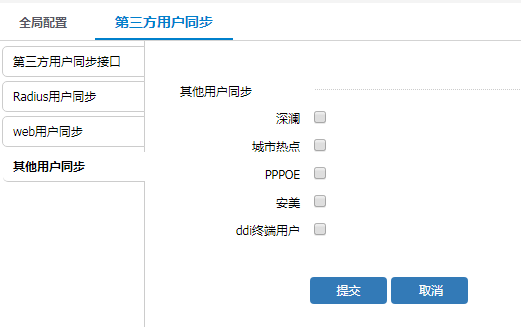 全局配置 第三方用户同步
第三方用户同步接口
Radius用户同步
web用户同步
其他用户同步
其他用户同步
深澜
城市热点
PPPOE
安美
ddi终端用户
提交 取消